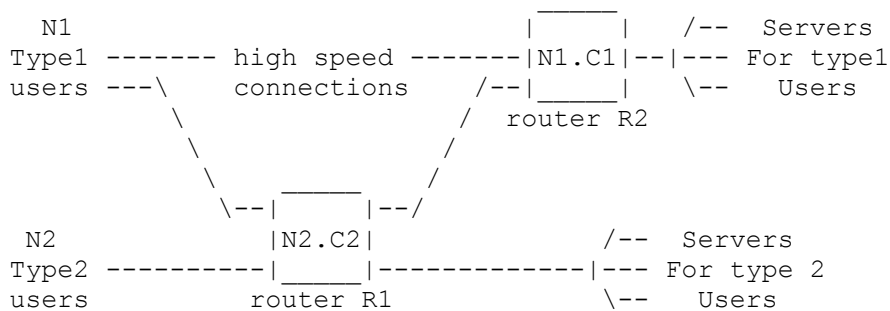 N1 /-- Servers
Type1 ------- high speed -------|N1.C1|--|--- For type1
users ---\ connections /--|_____| \-- Users
router R2
N2 |N2.C2| /-- Servers
Type2 ----------|_____|-------------|--- For type 2
users router R1 \-- Users